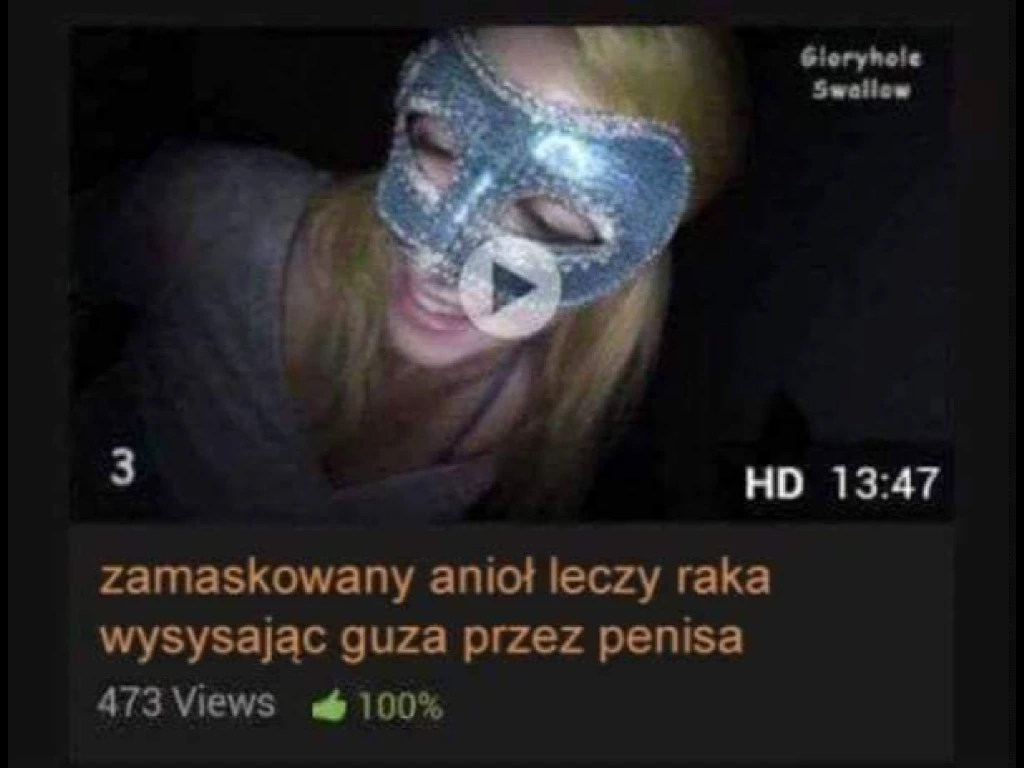 Gloryhole
Swallow
3
HD 13:47
zamaskowany anioł leczy raka
wysysając guza przez penisa
473 Views 100%